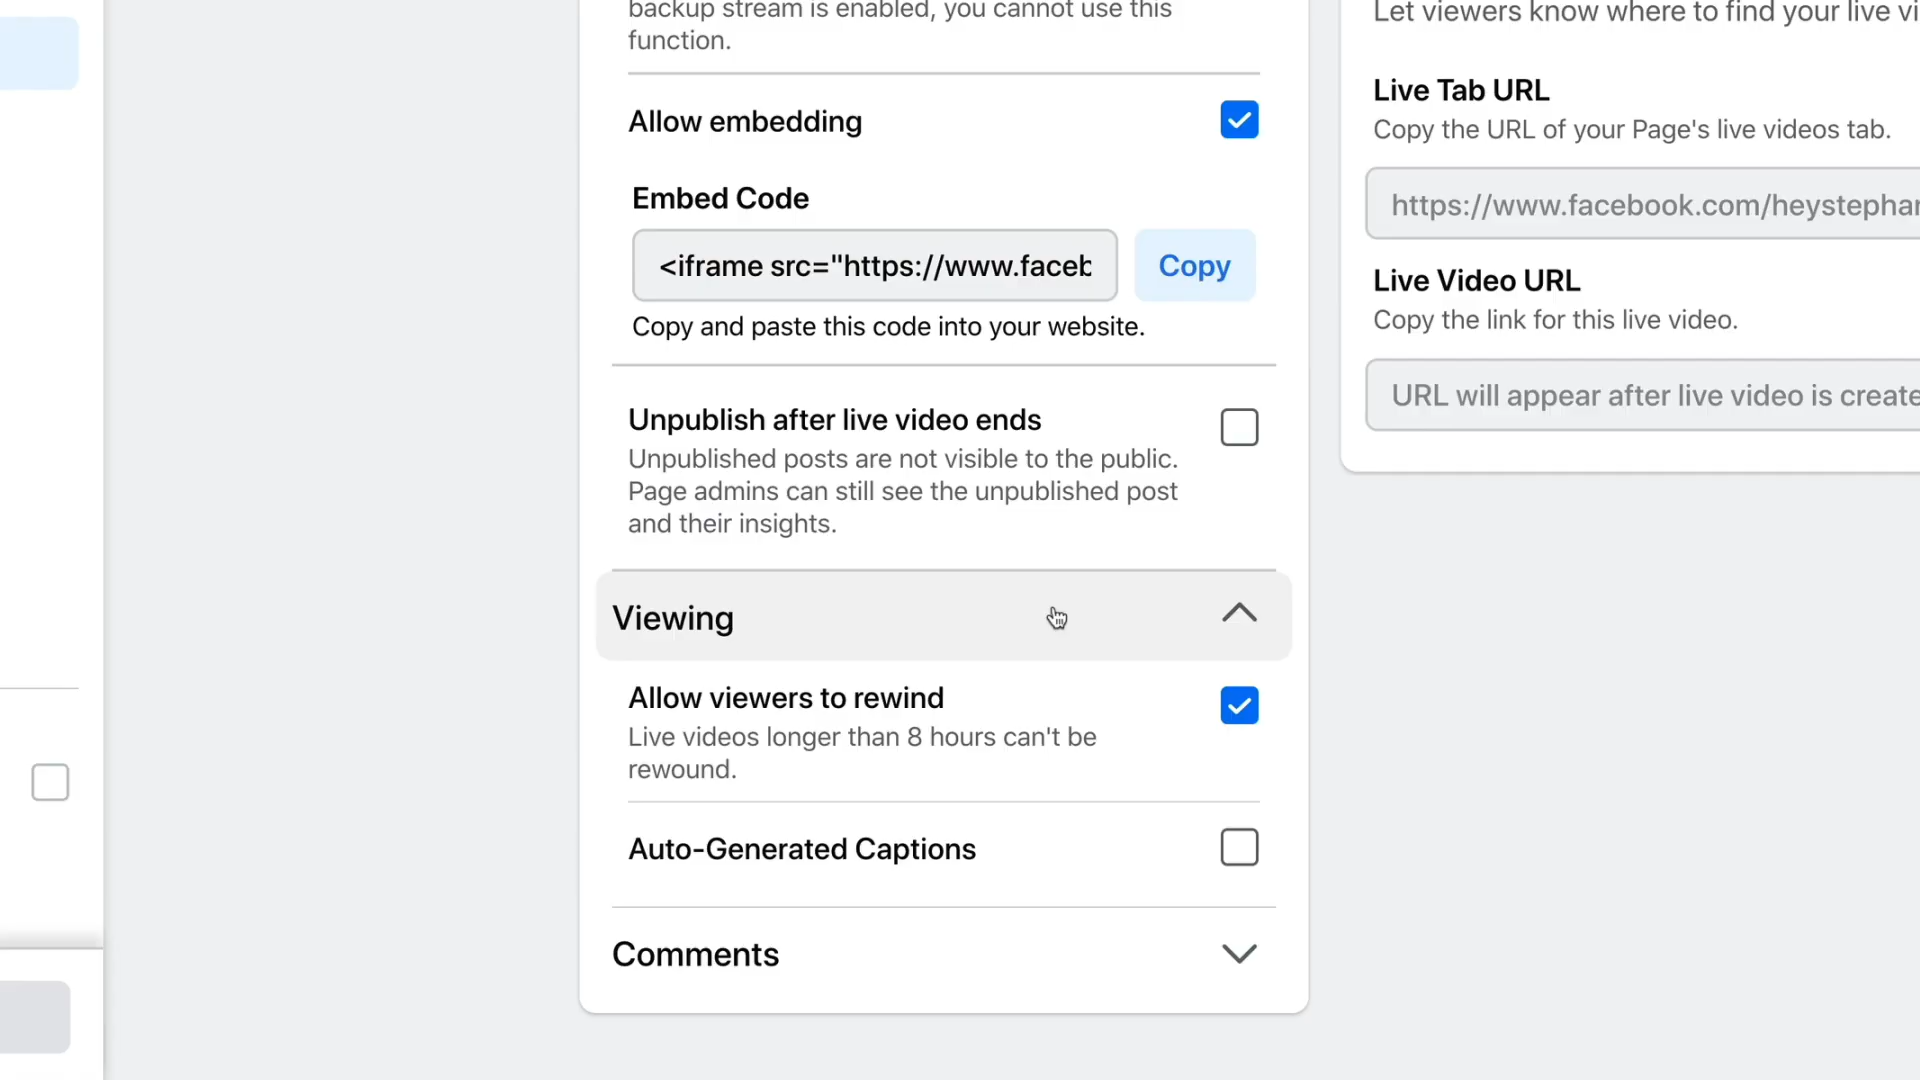 backup stream is enabled, you cannot use this
function.
Allow embedding
Embed Code
<iframe src="https://www.faceb
Copy
Copy and paste this code into your website.
Unpublish after live video ends
Unpublished posts are not visible to the public.
Page admins can still see the unpublished post
and their insights.
Viewing
Allow viewers to rewind
Live videos longer than 8 hours can't be
rewound.
Auto-Generated Captions
Comments
Let viewers know where to find your live vi
Live Tab URL
Copy the URL of your Page's live videos tab.
https://www.facebook.com/heystephan
Live Video URL
Copy the link for this live video.
URL will appear after live video is create